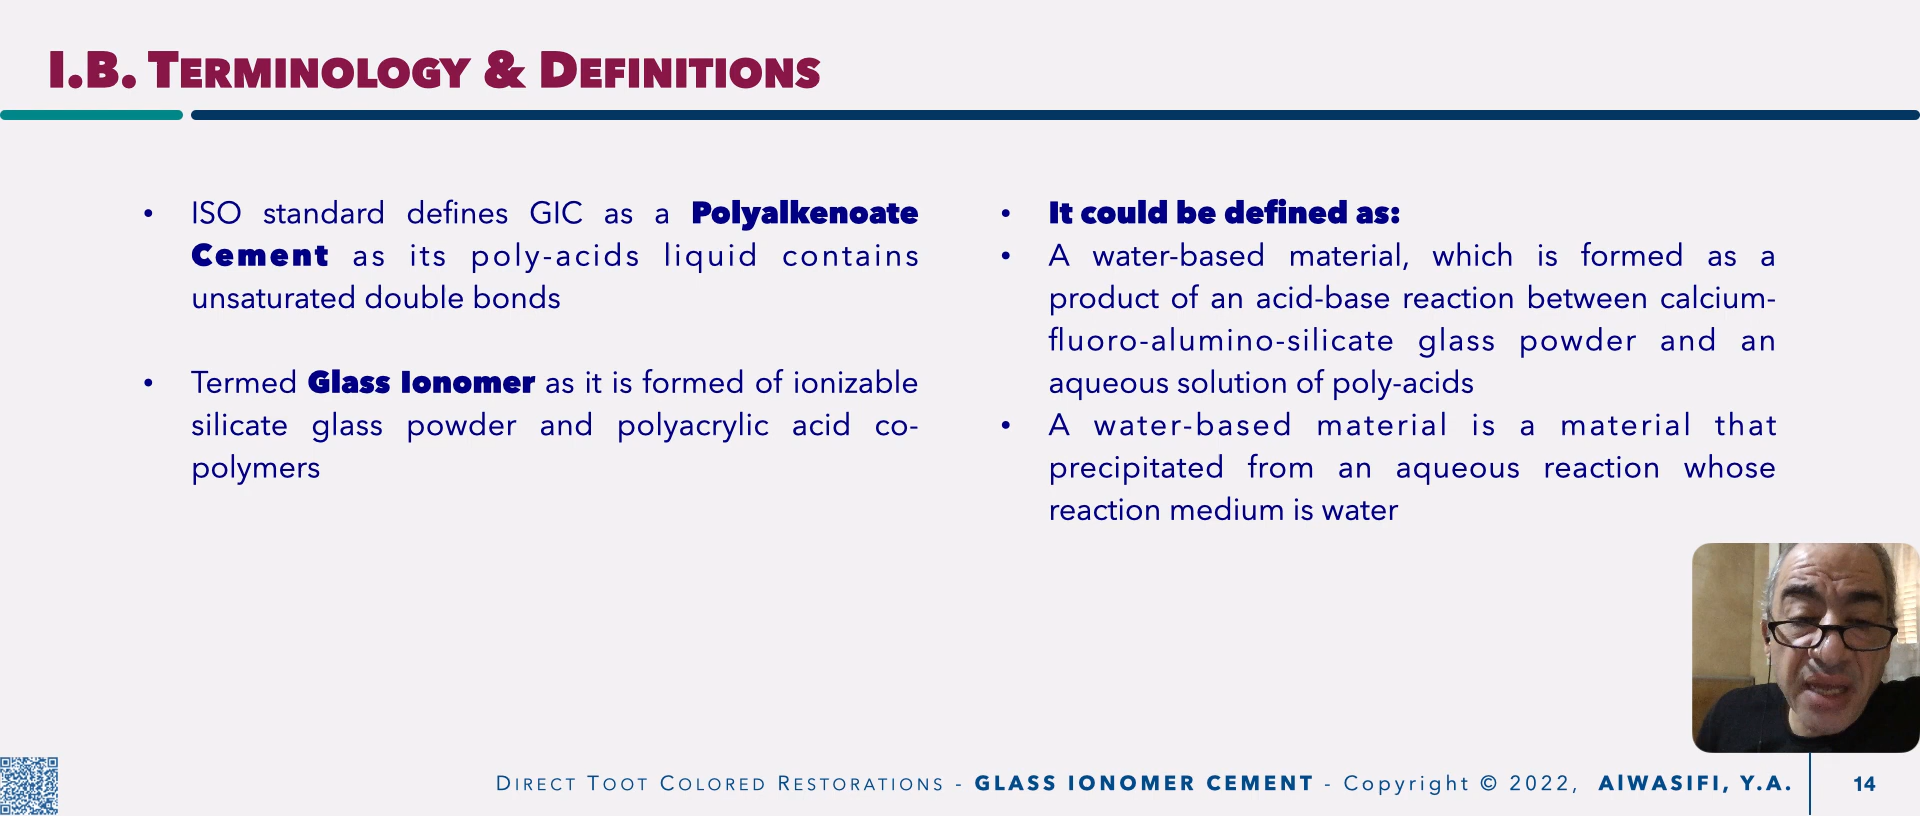 I.B. TERMINOLOGY & DEFINITIONS
• ISO standard defines GIC as a Polyalkenoate
Cement as its poly-acids liquid contains
unsaturated double bonds
• Termed Glass Ionomer as it is formed of ionizable
silicate glass powder and polyacrylic acid co-
polymers
• It could be defined as:
• A water-based material, which is formed as a
product of an acid-base reaction between calcium-
fluoro-alumino-silicate glass powder and an
aqueous solution of poly-acids
• A water-based material is a material that
precipitated from an aqueous reaction whose
reaction medium is water
DIRECT TOOT COLORED RESTORATIONS - GLASS IONOMER CEMENT - Copyright © 2022, AlWASIFI, Y.A. 14